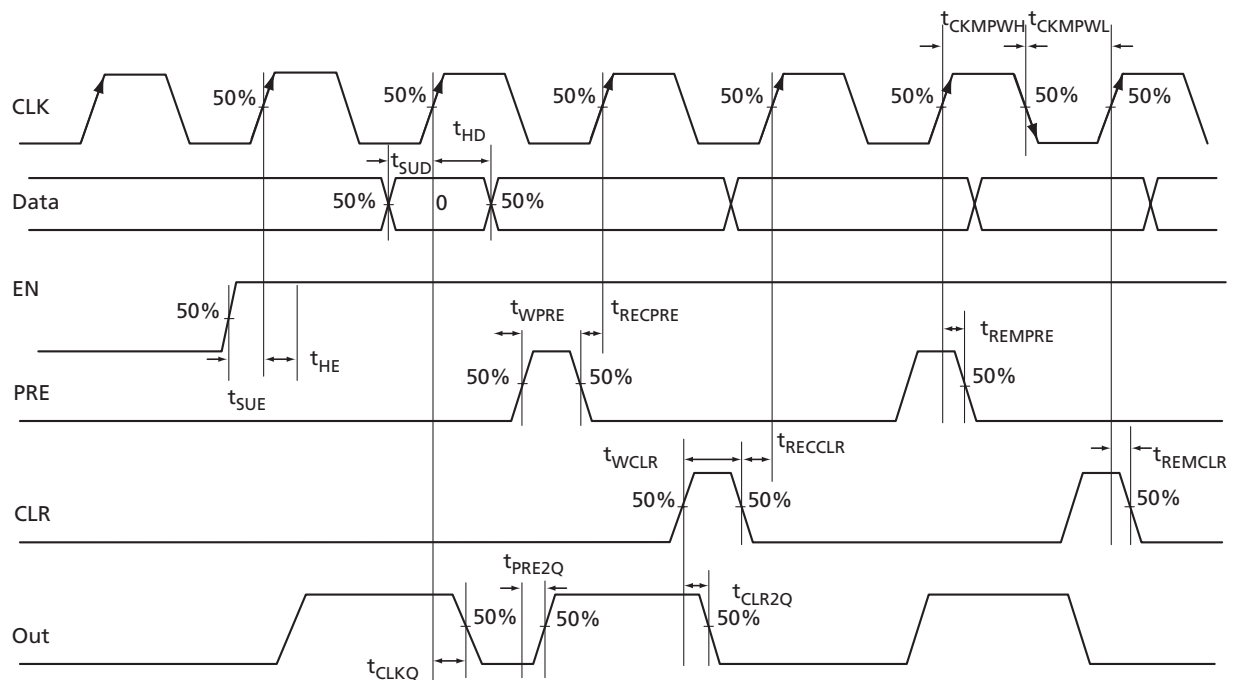 tCKMPWH tCKMPWL
CLK 50% 50% 50% 50% 50% 50% 50%
tHD
tSUD
Data 50% 0 50%
EN
50%
tWPRE tRECPRE
tREMPRE
tHE
50% 50% 50%
PRE
tSUE
tWCLR tRECCLR
tREMCLR
50% 50% 50%
CLR
tPRE2Q
tCLR2Q
50% 50% 50%
Out
tCLKQ